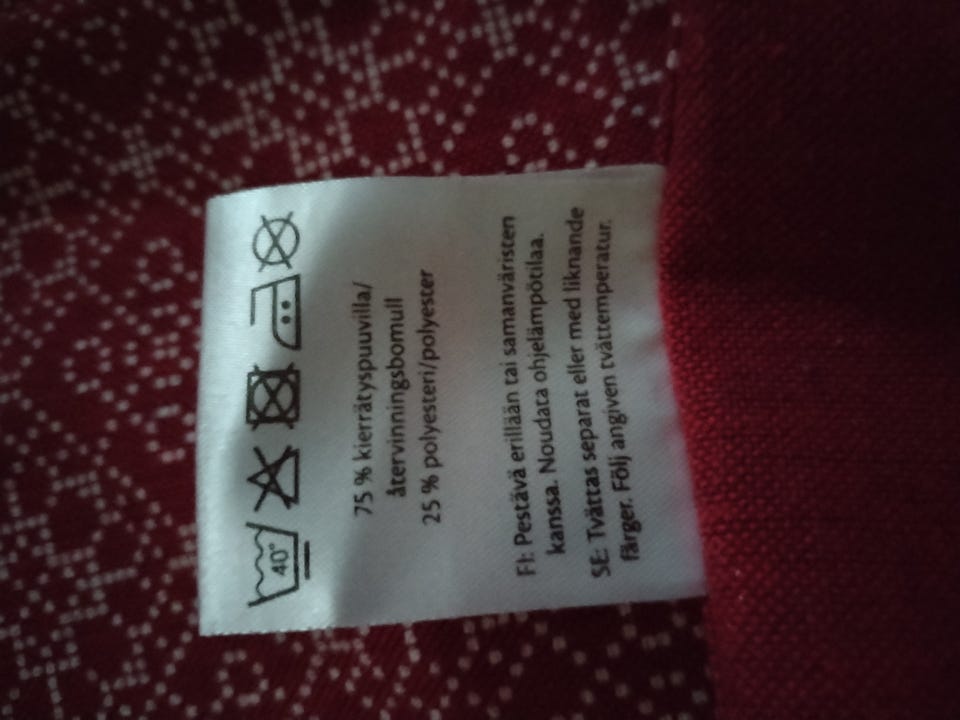 40°
75 % kierrätyspuuvilla/
återvinningsbomull
25 % polyesteri/polyester
FI: Pestävä erillään tai samanväristen
kanssa. Noudata ohjelämpötilaa.
SE: Tvättas separat eller med liknande
färger. Följ angiven tvättemperatur.